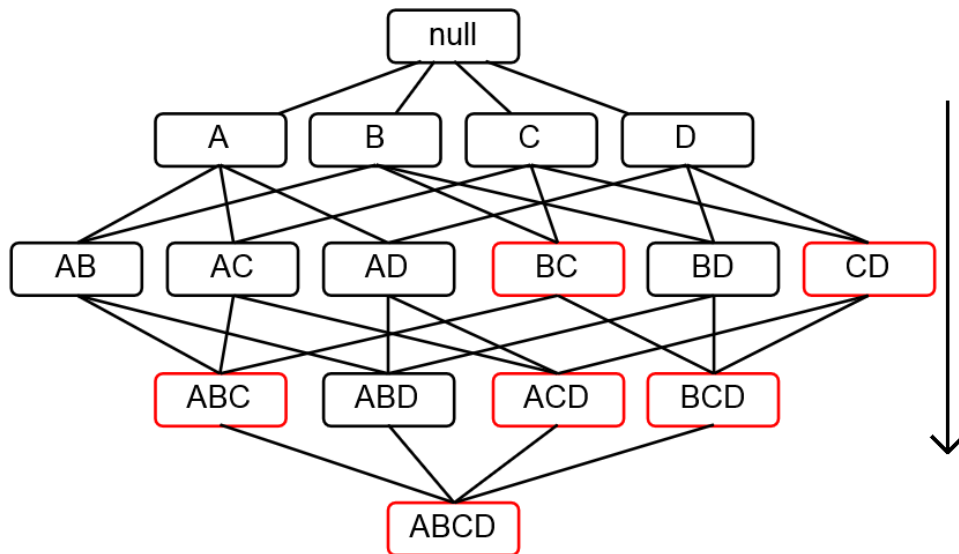 null
A B C D
AB AC AD BC BD CD
ABC ABD ACD BCD
ABCD